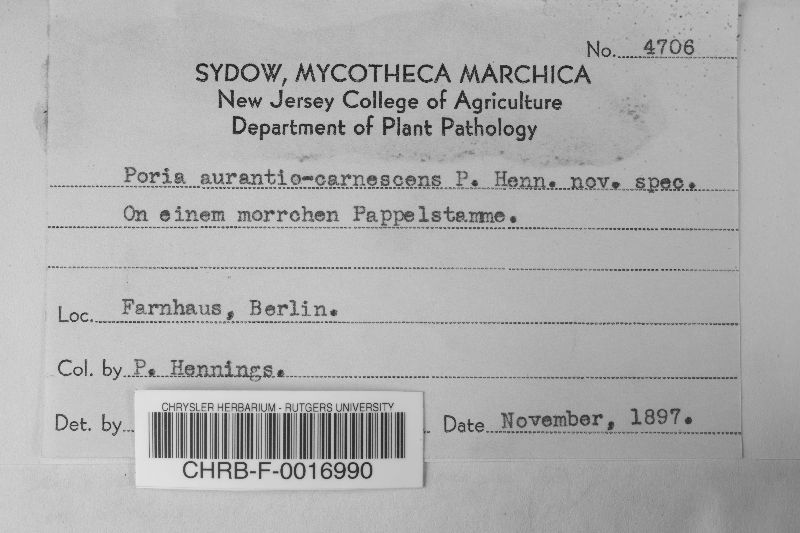 No. 4706
SYDOW, MYCOTHECA MARCHICA
New Jersey College of Agriculture
Department of Plant Pathology
Poria aurantio-carnescens P. Henn. nov. spec.
On einem morrchen Pappelstamme.
Loc. Farnhaus, Berlin.
Col. by P. Hennings.
Det. by Date November, 1897.
CHRYSLER HERBARIUM - RUTGERS UNIVERSITY
CHRB-F-0016990